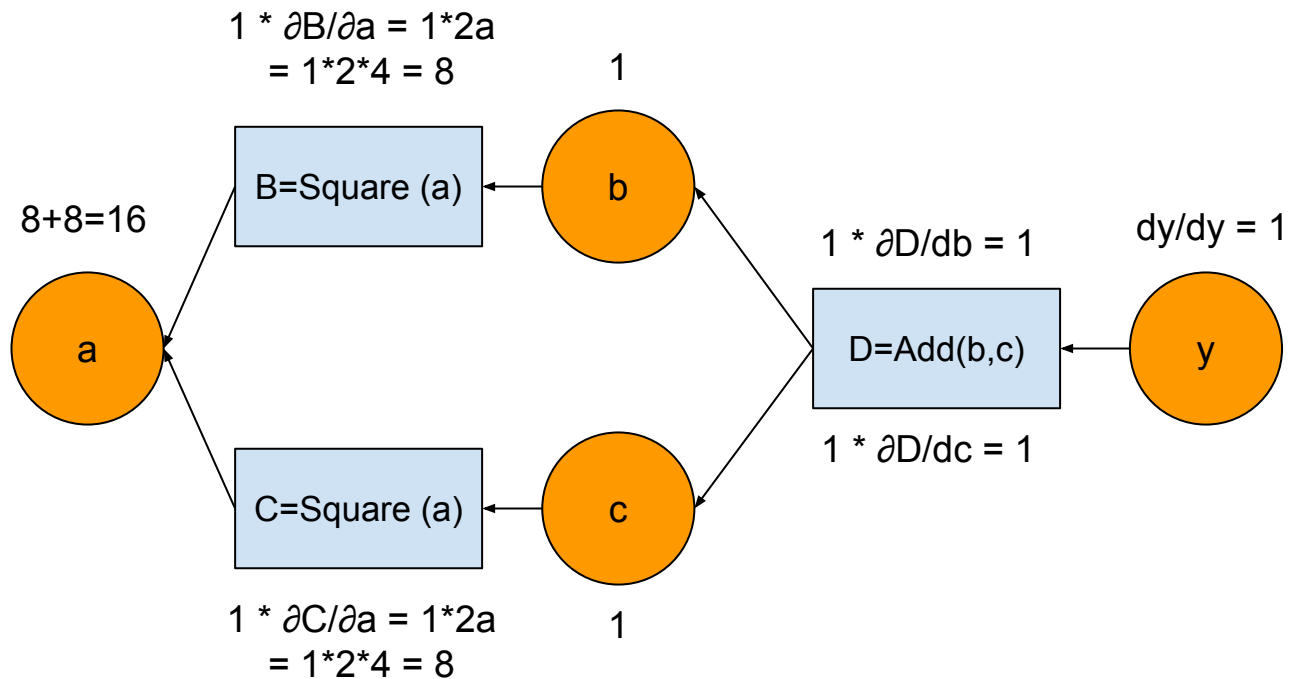 1 * ∂B/∂a = 1*2a
= 1*2*4 = 8
1
B=Square (a)
b
8+8=16
1 * ∂D/db = 1
dy/dy = 1
a
D=Add(b,c)
y
1 * ∂D/dc = 1
C=Square (a)
c
1 * ∂C/∂a = 1*2a
= 1*2*4 = 8
1